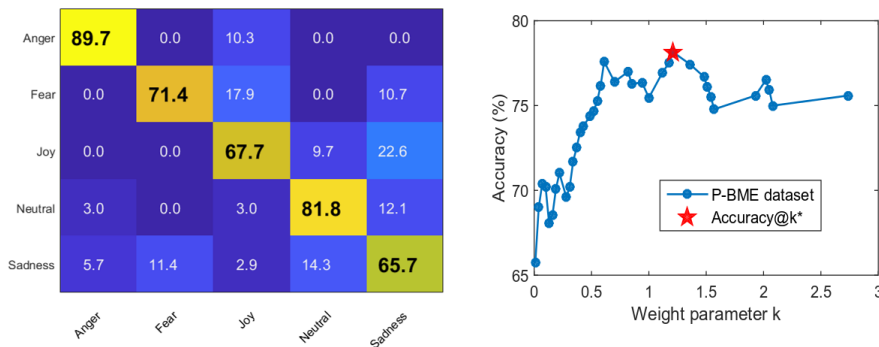 Anger 89.7 0.0 10.3 0.0 0.0
Fear 0.0 71.4 17.9 0.0 10.7
Joy 0.0 0.0 67.7 9.7 22.6
Neutral 3.0 0.0 3.0 81.8 12.1
Sadness 5.7 11.4 2.9 14.3 65.7
Anger Fear Joy Neutral Sadness
80
75
70
65
Accuracy (%)
P-BME dataset
Accuracy@k*
0 0.5 1 1.5 2 2.5 3
Weight parameter k